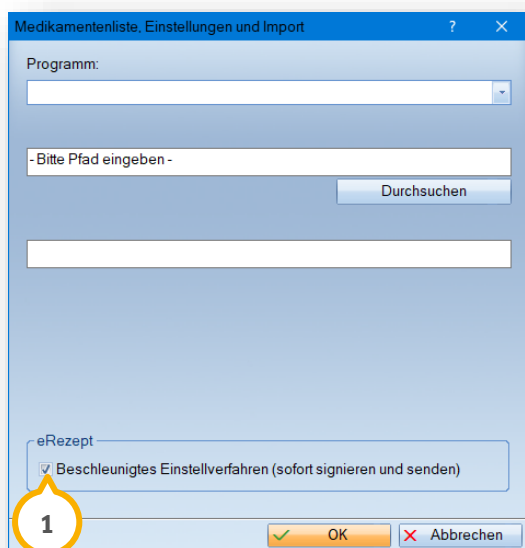 Medikamentenliste, Einstellungen und Import
Programm:
- Bitte Pfad eingeben -
Durchsuchen
eRezept
Beschleunigtes Einstellverfahren (sofort signieren und senden)
1
OK
Abbrechen